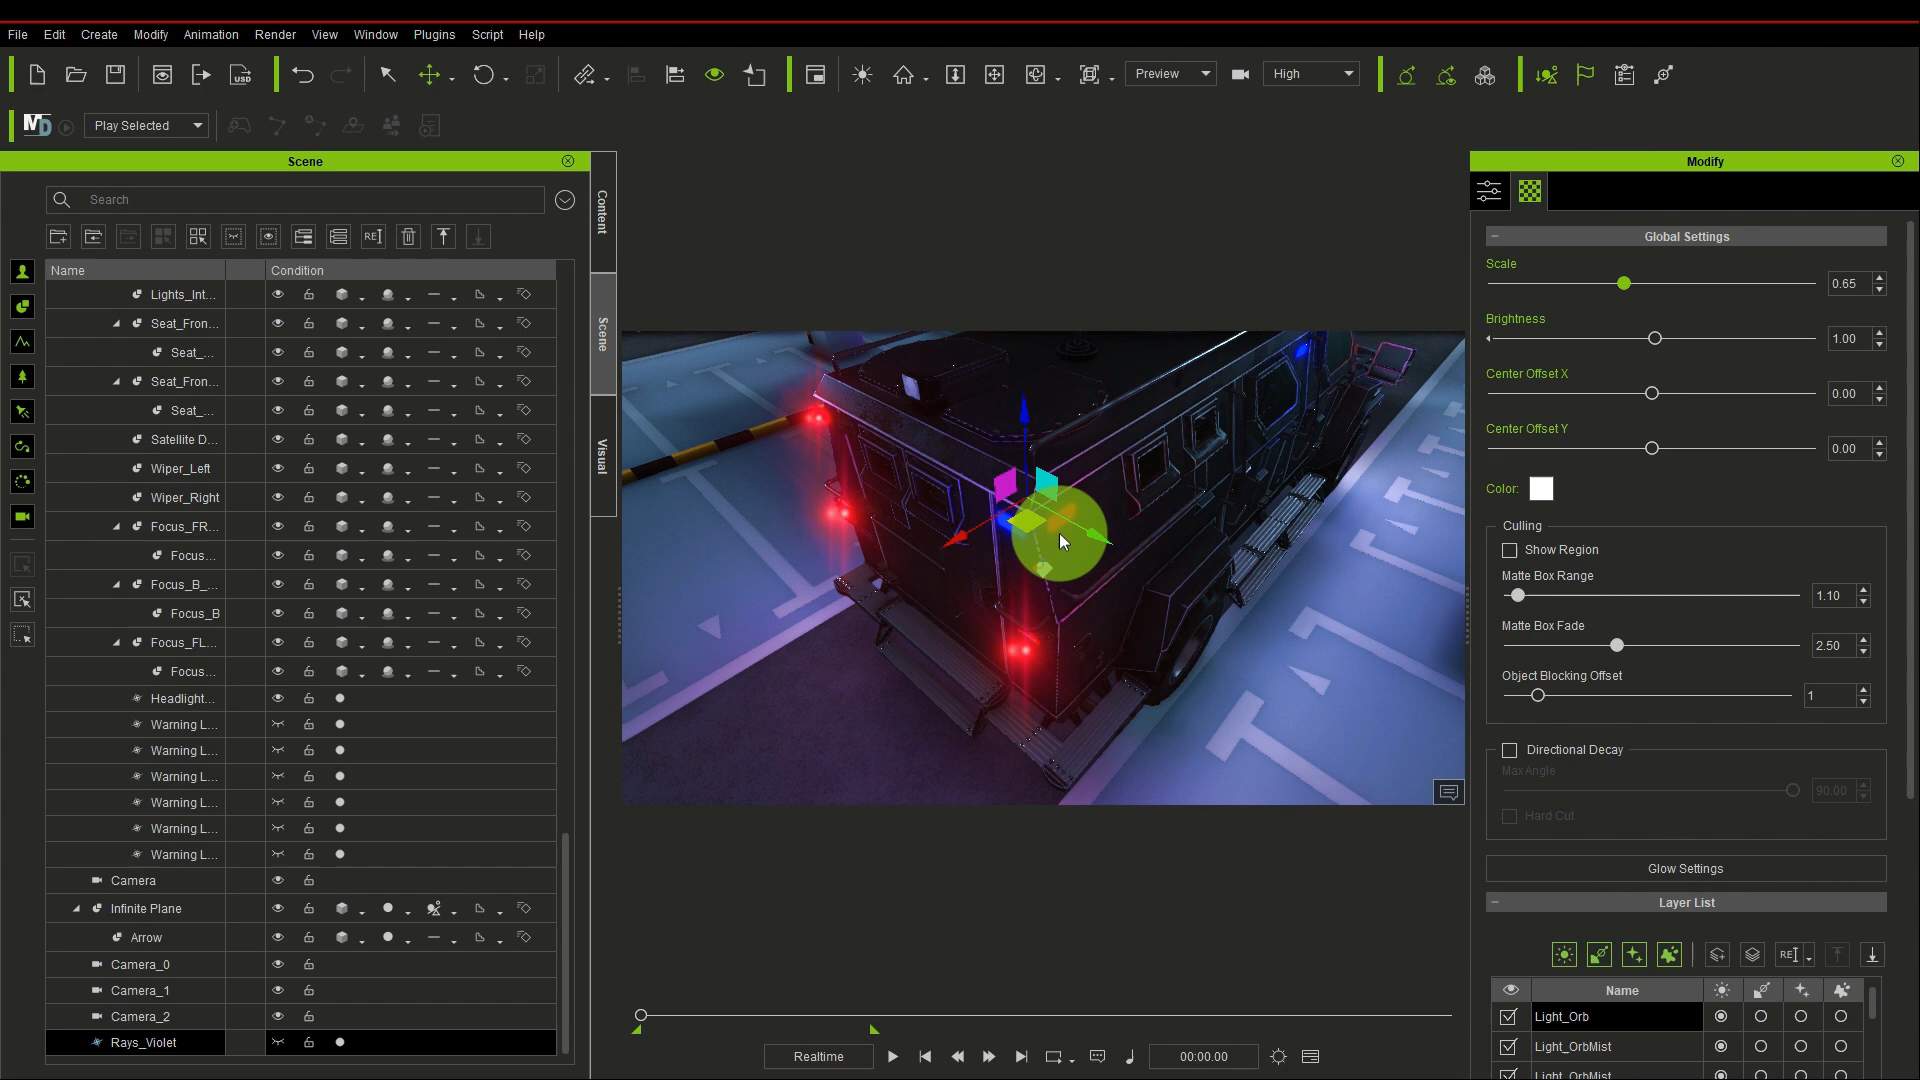 File Edit Create Modify Animation Render View Window Plugins Script Help
USD
Preview
High
MD
Play Selected
Scene
Search
REI
Name Condition
Lights_Int...
Seat_Fron...
Seat_...
Seat_Fron...
Seat_...
Satellite D...
Wiper_Left
Wiper_Right
Focus_FR...
Focus...
Focus_B_...
Focus_B
Focus_FL...
Focus...
Headlight...
Warning L...
Warning L...
Warning L...
Warning L...
Warning L...
Warning L...
Camera
Infinite Plane
Arrow
Camera_0
Camera_1
Camera_2
Rays_Violet
Content
Scene
Visual
Realtime
00:00.00
Modify
Global Settings
Scale
0.65
Brightness
1.00
Center Offset X
0.00
Center Offset Y
0.00
Color:
Culling
Show Region
Matte Box Range
1.10
Matte Box Fade
2.50
Object Blocking Offset
1
Directional Decay
Max Angle
90.00
Hard Cut
Glow Settings
Layer List
REI
Name
Light_Orb
Light_OrbMist
Light_OrbMist